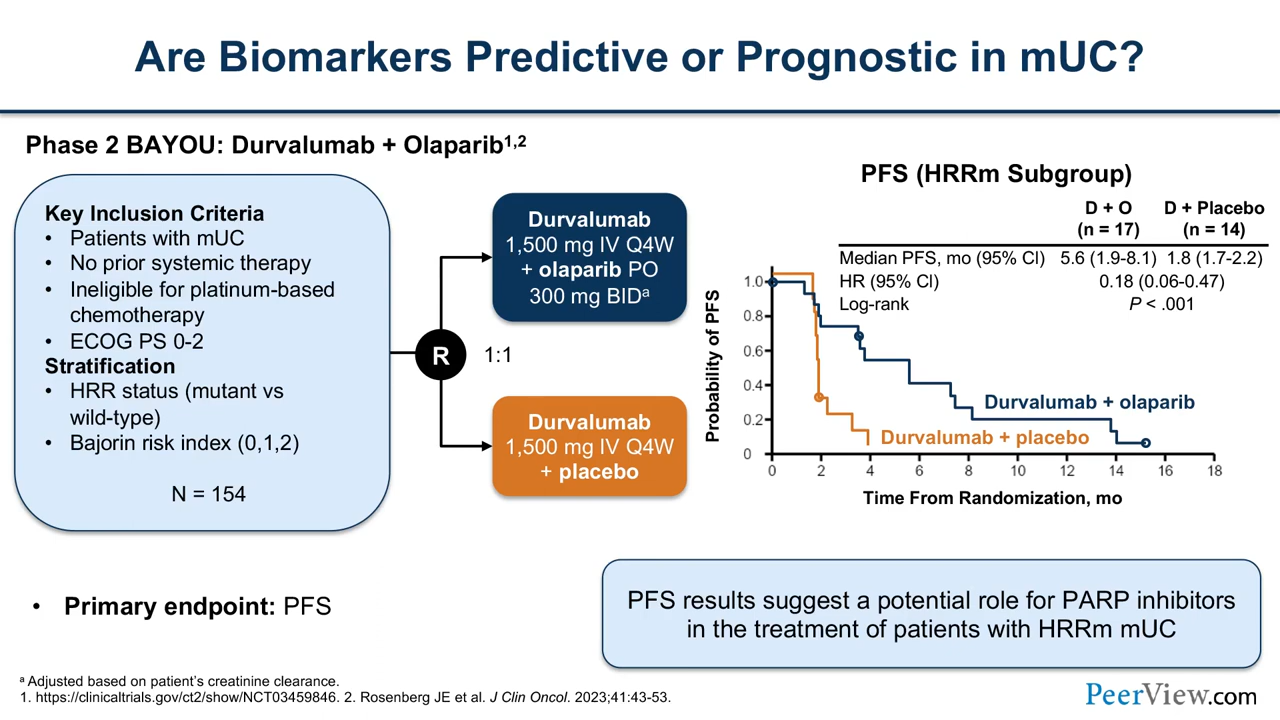 Are Biomarkers Predictive or Prognostic in mUC?
Phase 2 BAYOU: Durvalumab + Olaparib1,2
Key Inclusion Criteria
• Patients with mUC
• No prior systemic therapy
• Ineligible for platinum-based
chemotherapy
• ECOG PS 0-2
Stratification
• HRR status (mutant vs
wild-type)
• Bajorin risk index (0,1,2)
N = 154
R
1:1
Durvalumab
1,500 mg IV Q4W
+ olaparib PO
300 mg BIDa
Durvalumab
1,500 mg IV Q4W
+ placebo
PFS (HRRm Subgroup)
D + O D + Placebo
(n = 17) (n = 14)
Median PFS, mo (95% CI) 5.6 (1.9-8.1) 1.8 (1.7-2.2)
HR (95% CI) 0.18 (0.06-0.47)
Log-rank P < .001
Probability of PFS
1.0
0.8
0.6
0.4
0.2
0
Durvalumab + olaparib
Durvalumab + placebo
0 2 4 6 8 10 12 14 16 18
Time From Randomization, mo
• Primary endpoint: PFS
PFS results suggest a potential role for PARP inhibitors
in the treatment of patients with HRRm mUC
a Adjusted based on patient's creatinine clearance.
1. https://clinicaltrials.gov/ct2/show/NCT03459846. 2. Rosenberg JE et al. J Clin Oncol. 2023;41:43-53.
PeerView.com